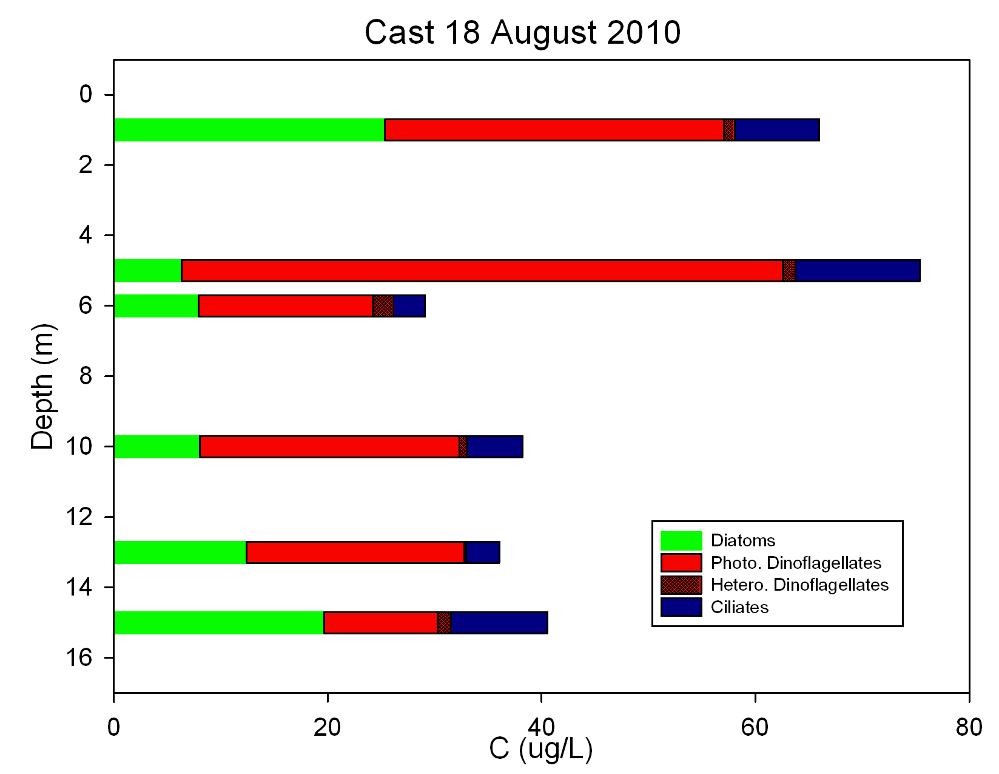 Cast 18 August 2010
0
2
4
6
8
10
12
14
16
Depth (m)
Diatoms
Photo. Dinoflagellates
Hetero. Dinoflagellates
Ciliates
0 20 40 60 80
C (ug/L)